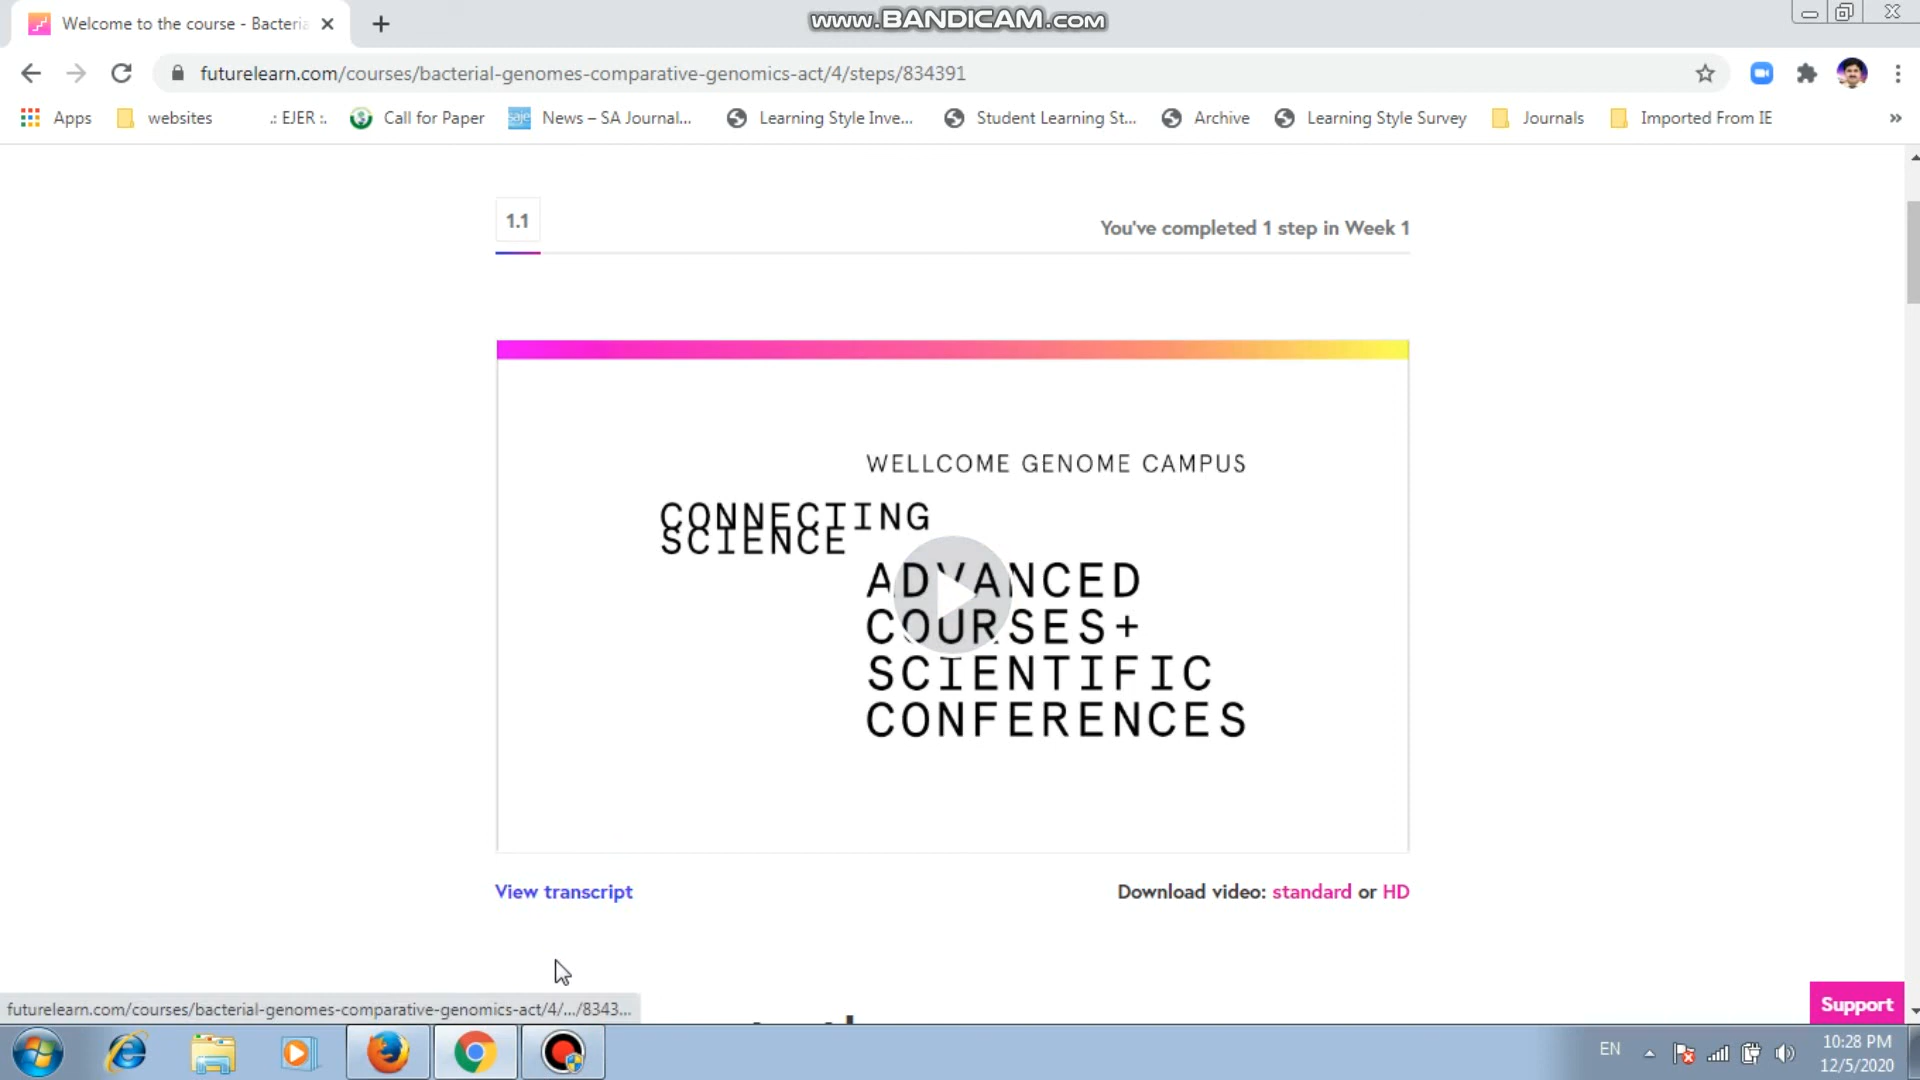 Welcome to the course - Bacteria
www.BANDICAM.com
futurelearn.com/courses/bacterial-genomes-comparative-genomics-act/4/steps/834391
Apps
websites
.: EJER :.
Call for Paper
saje
News – SA Journal...
Learning Style Inve...
Student Learning St...
Archive
Learning Style Survey
Journals
Imported From IE
»
1.1
You've completed 1 step in Week 1
WELLCOME GENOME CAMPUS
CONNECTIING
SCIENCE
ADVANCED
COURSES+
SCIENTIFIC
CONFERENCES
View transcript
Download video: standard or HD
Support
futurelearn.com/courses/bacterial-genomes-comparative-genomics-act/4/.../8343...
EN
10:28 PM
12/5/2020